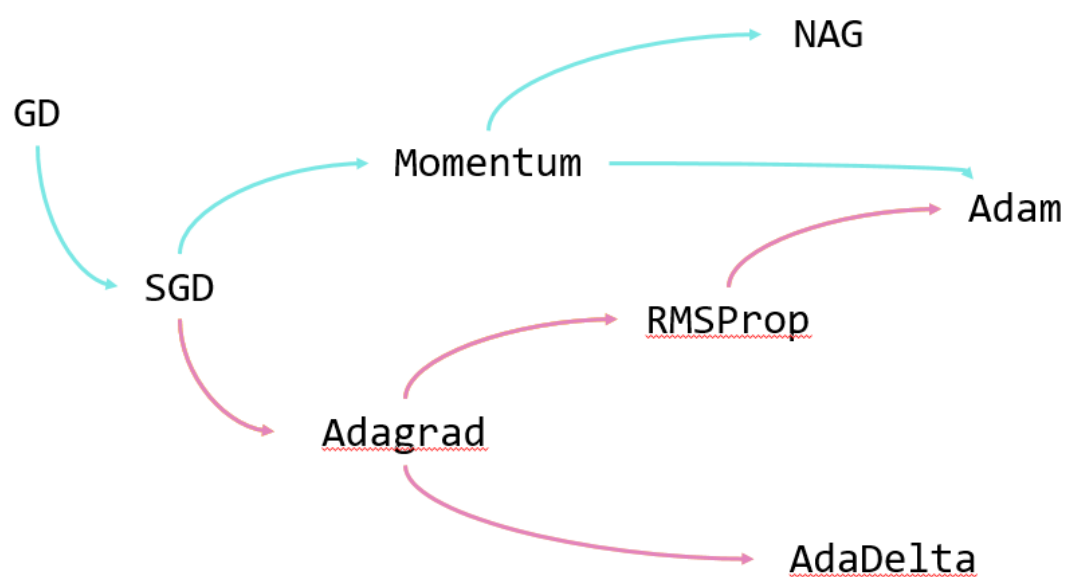 NAG
GD
Momentum
Adam
SGD
RMSProp
Adagrad
AdaDelta